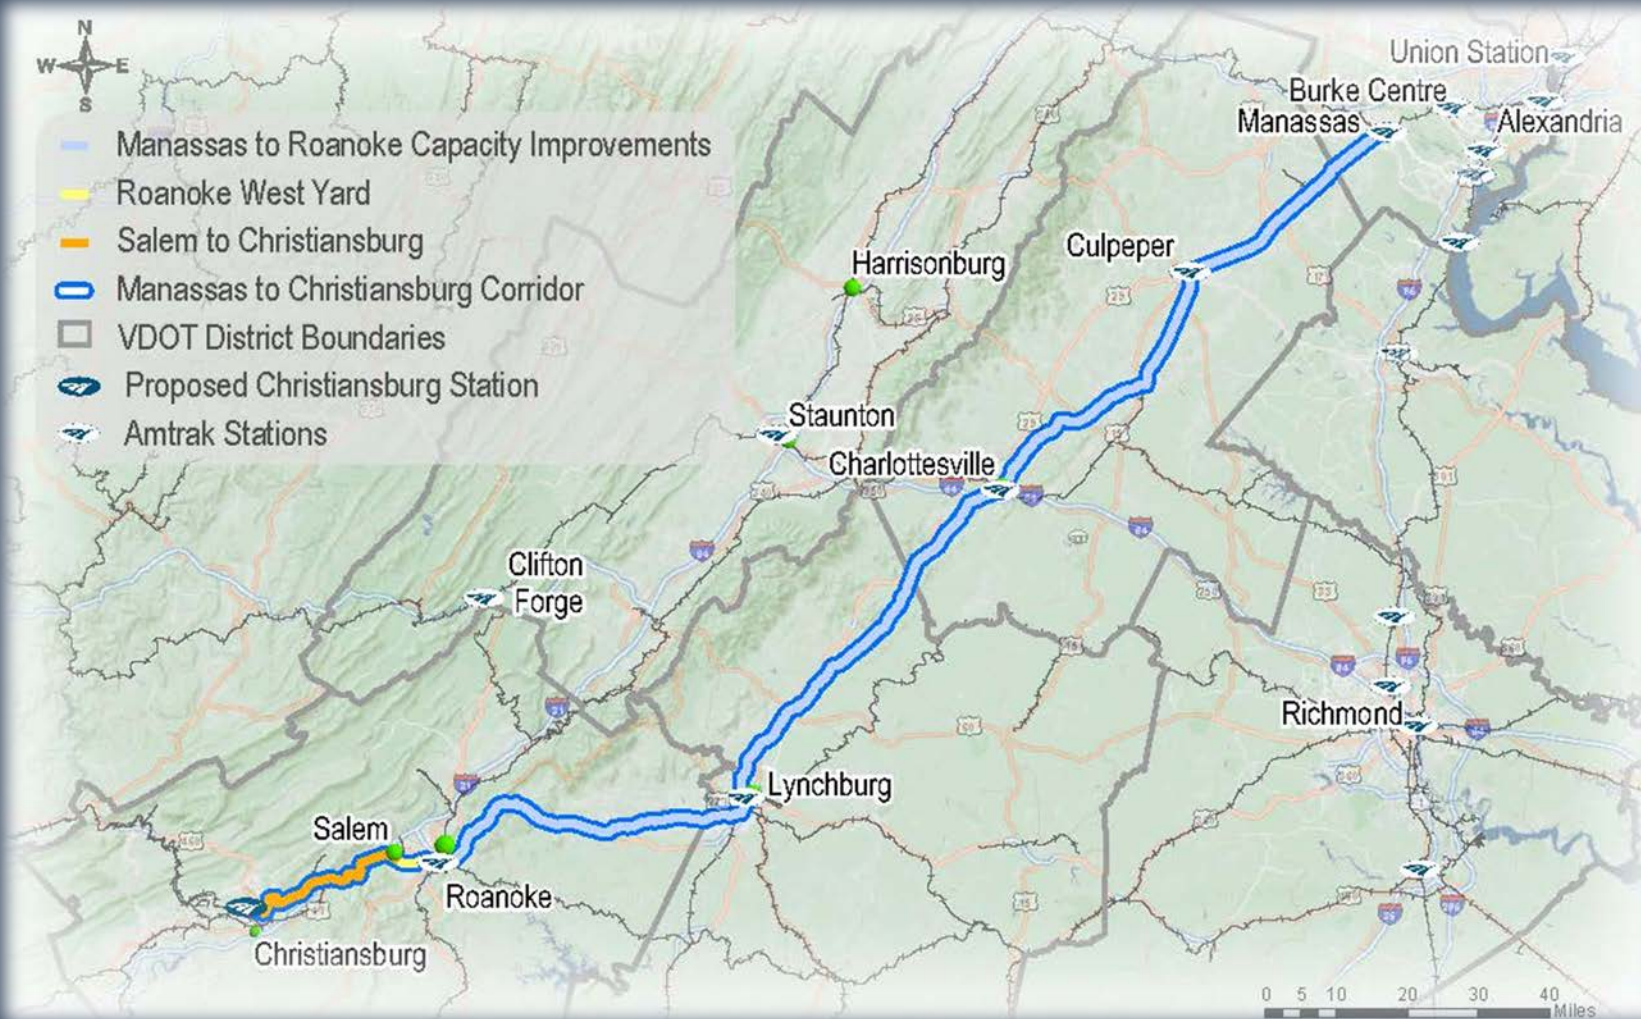 N
W E
S
Manassas to Roanoke Capacity Improvements
Roanoke West Yard
Salem to Christiansburg
Manassas to Christiansburg Corridor
VDOT District Boundaries
Proposed Christiansburg Station
Amtrak Stations
Union Station
Burke Centre
Manassas
Alexandria
Culpeper
Harrisonburg
Staunton
Charlottesville
Clifton
Forge
Richmond
Lynchburg
Salem
Roanoke
Christiansburg
0 5 10 20 30 40
Miles